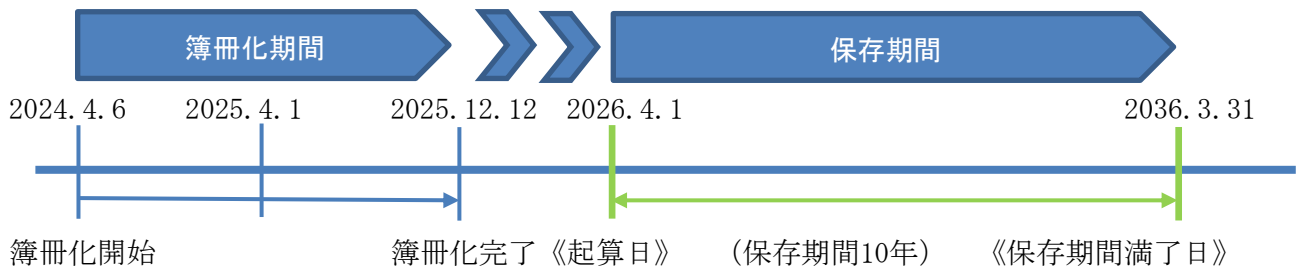 簿冊化期間 保存期間
2024.4.6 2025.4.1 2025.12.12 2026.4.1 2036.3.31
簿冊化開始 簿冊化完了《起算日》 (保存期間10年) 《保存期間満了日》